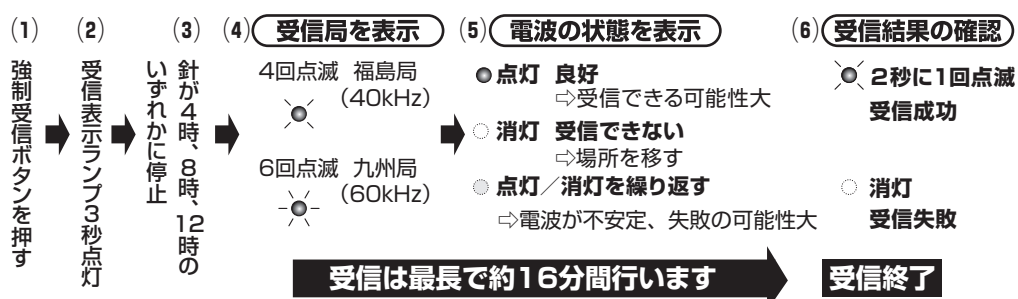 (1)
強制受信ボタンを押す
(2)
受信表示ランプ3秒点灯
(3)
針が4時、8時、12時の
いずれかに停止
(4) 受信局を表示
4回点滅 福島局
(40kHz)
6回点滅 九州局
(60kHz)
(5) 電波の状態を表示
点灯 良好
⇨受信できる可能性大
消灯 受信できない
⇨場所を移す
点灯/消灯を繰り返す
⇨電波が不安定、失敗の可能性大
(6) 受信結果の確認
2秒に1回点滅
受信成功
消灯
受信失敗
受信は最長で約16分間行います
受信終了